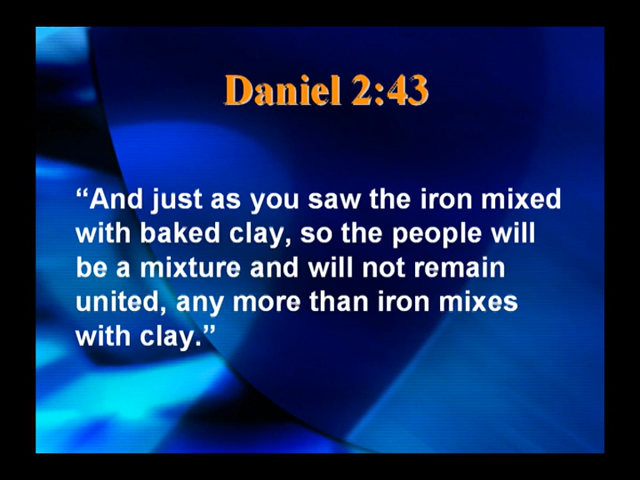 Daniel 2:43
“And just as you saw the iron mixed
with baked clay, so the people will
be a mixture and will not remain
united, any more than iron mixes
with clay.”